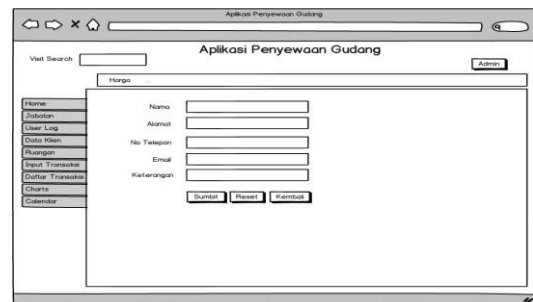 Aplikasi Penyewaan Gudang
Aplikasi Penyewaan Gudang
Visit Search
Admin
Harga ...
Home
Jabatan
User Log
Data Klien
Ruangan
Input Transaksi
Daftar Transaksi
Charts
Calendar
Nama
Alamat
No Telepon
Email
Keterangan
Sumbit Reset Kembali